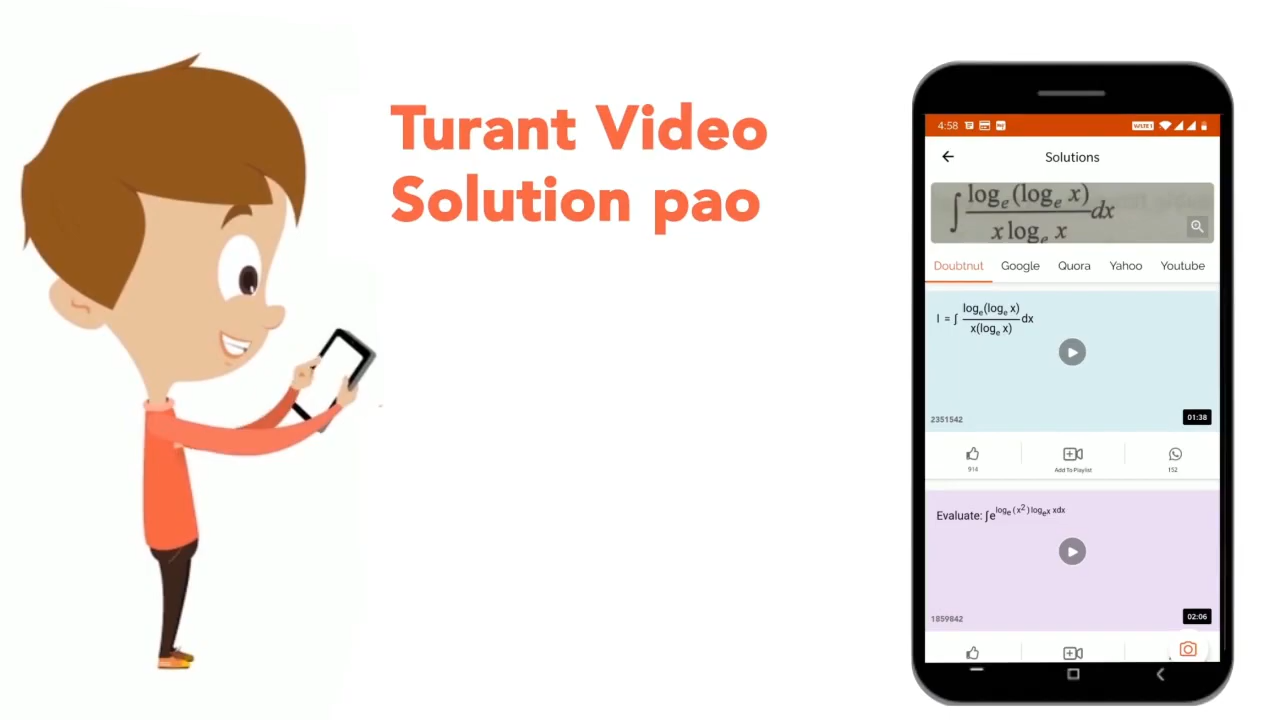 Turant Video
Solution pao
4:58
Solutions
∫ logₑ(logₑ x) / x logₑ x dx
Doubtnut Google Quora Yahoo Youtube
I = ∫ logₑ(logₑ x) / x(logₑ x) dx
2351542 01:38
914 Add To Playlist 152
Evaluate: ∫e^logₑ(x²)logₑx xdx
1859842 02:06